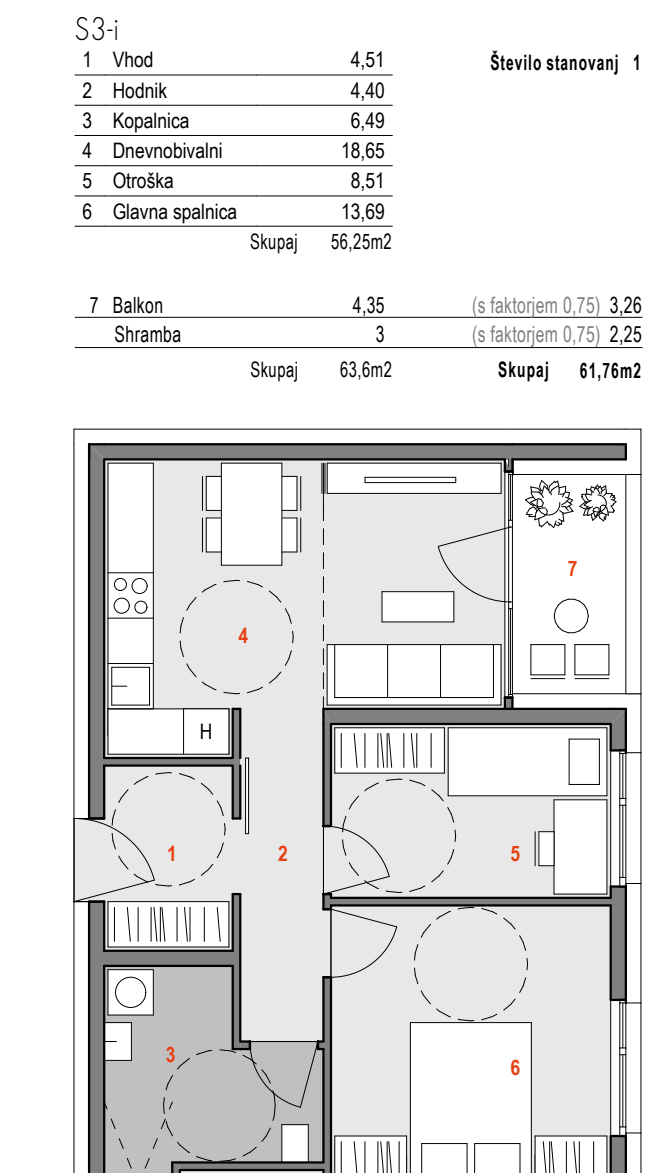 S3-i
1 Vhod 4,51 Število stanovanj 1
2 Hodnik 4,40
3 Kopalnica 6,49
4 Dnevnobivalni 18,65
5 Otroška 8,51
6 Glavna spalnica 13,69
Skupaj 56,25m2
7 Balkon 4,35 (s faktorjem 0,75) 3,26
Shramba 3 (s faktorjem 0,75) 2,25
Skupaj 63,6m2 Skupaj 61,76m2
7
4
H
1
2
5
3
6